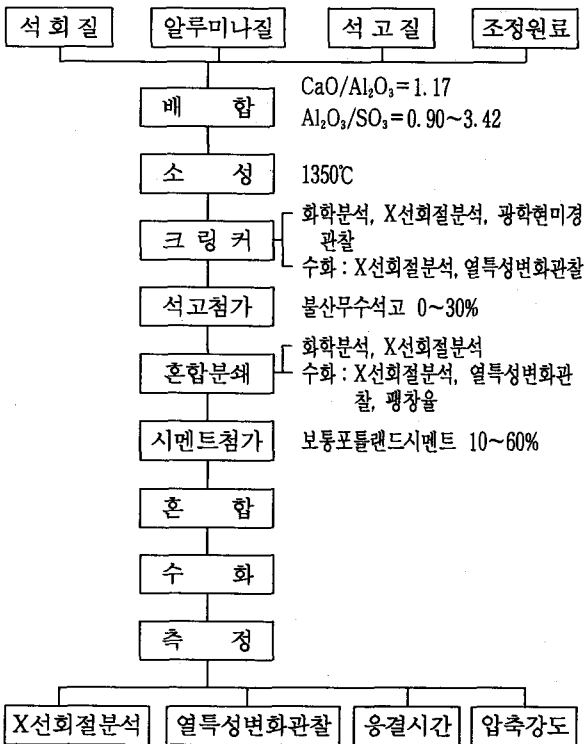 석회질 알루미나질 석고질 조정원료
배 합
CaO/Al₂O₃=1.17
Al₂O₃/SO₃=0.90~3.42
소 성
1350℃
크링커
화학분석, X선회절분석, 광학현미경
관찰
수화 : X선회절분석, 열특성변화관찰
석고첨가
불산무수석고 0~30%
혼합분쇄
화학분석, X선회절분석
수화 : X선회절분석, 열특성변화관
찰, 팽창율
시멘트첨가
보통포틀랜드시멘트 10~60%
혼 합
수 화
측 정
X선회절분석 열특성변화관찰 응결시간 압축강도